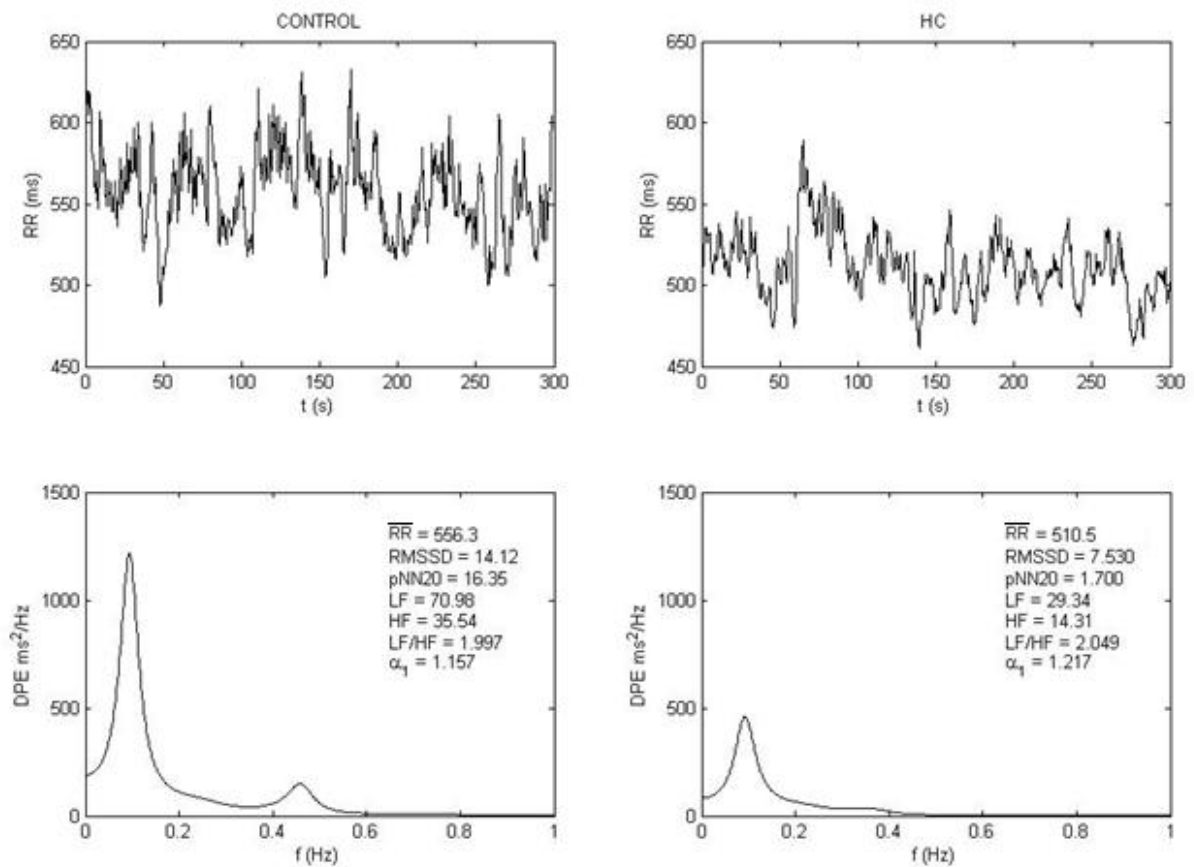 CONTROL
650
600
550
500
450
RR (ms)
0 50 100 150 200 250 300
t (s)
HC
650
600
550
500
450
RR (ms)
0 50 100 150 200 250 300
t (s)
1500
1000
500
0
DPE ms²/Hz
RR = 556.3
RMSSD = 14.12
pNN20 = 16.35
LF = 70.98
HF = 35.54
LF/HF = 1.997
α₁ = 1.157
0 0.2 0.4 0.6 0.8 1
f (Hz)
1500
1000
500
0
DPE ms²/Hz
RR = 510.5
RMSSD = 7.530
pNN20 = 1.700
LF = 29.34
HF = 14.31
LF/HF = 2.049
α₁ = 1.217
0 0.2 0.4 0.6 0.8 1
f (Hz)